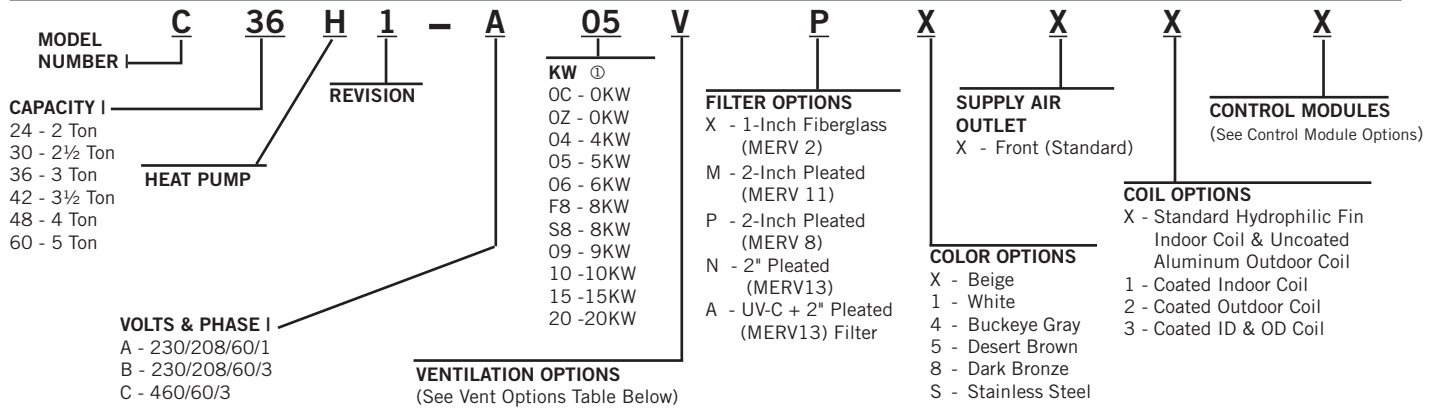 C 36 H 1 – A 05 V P X X X X
MODEL
NUMBER
CAPACITY
24 - 2 Ton
30 - 2½ Ton
36 - 3 Ton
42 - 3½ Ton
48 - 4 Ton
60 - 5 Ton
HEAT PUMP
REVISION
VOLTS & PHASE
A - 230/208/60/1
B - 230/208/60/3
C - 460/60/3
KW ①
0C - 0KW
0Z - 0KW
04 - 4KW
05 - 5KW
06 - 6KW
F8 - 8KW
S8 - 8KW
09 - 9KW
10 -10KW
15 -15KW
20 -20KW
VENTILATION OPTIONS
(See Vent Options Table Below)
FILTER OPTIONS
X - 1-Inch Fiberglass
(MERV 2)
M - 2-Inch Pleated
(MERV 11)
P - 2-Inch Pleated
(MERV 8)
N - 2" Pleated
(MERV13)
A - UV-C + 2" Pleated
(MERV13) Filter
COLOR OPTIONS
X - Beige
1 - White
4 - Buckeye Gray
5 - Desert Brown
8 - Dark Bronze
S - Stainless Steel
SUPPLY AIR
OUTLET
X - Front (Standard)
COIL OPTIONS
X - Standard Hydrophilic Fin
Indoor Coil & Uncoated
Aluminum Outdoor Coil
1 - Coated Indoor Coil
2 - Coated Outdoor Coil
3 - Coated ID & OD Coil
CONTROL MODULES
(See Control Module Options)